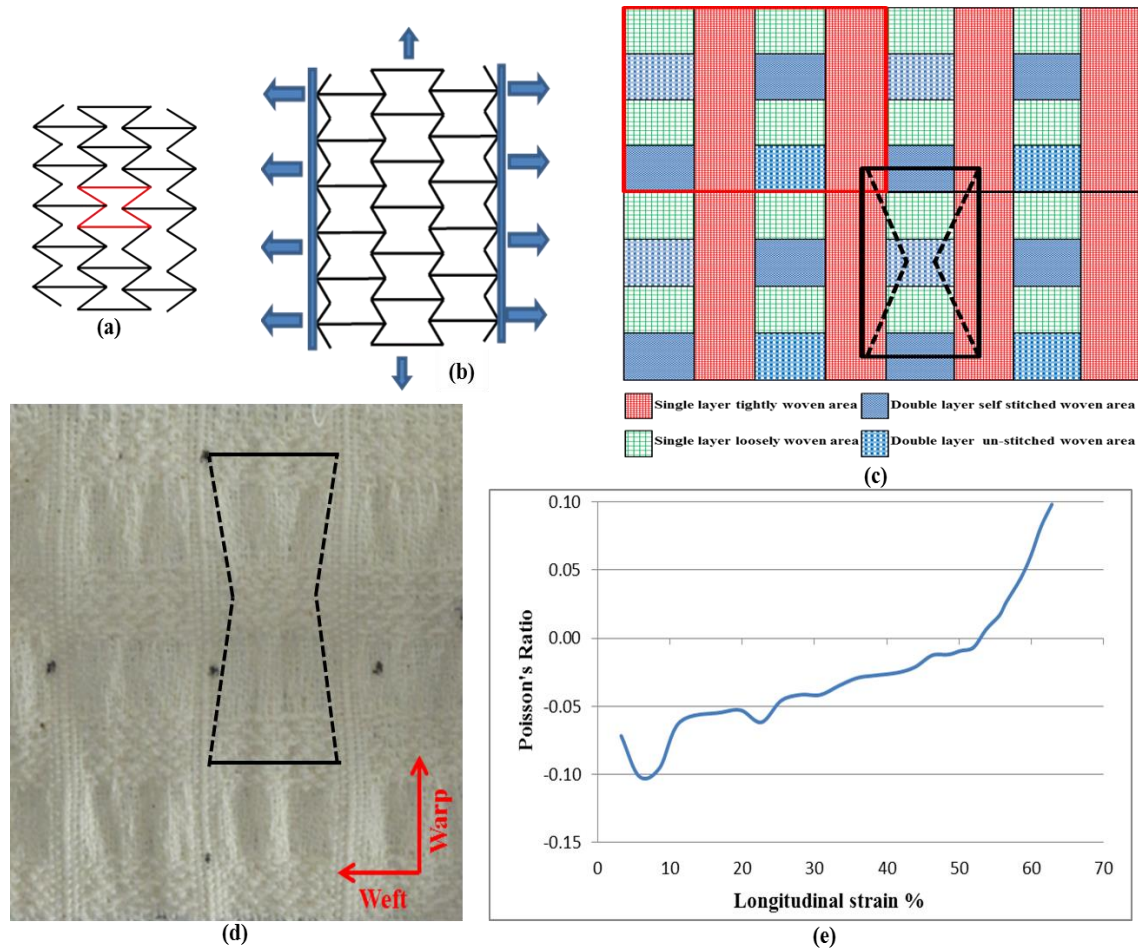 (a)
(b)
Single layer tightly woven area
Double layer self stitched woven area
Single layer loosely woven area
Double layer un-stitched woven area
(c)
Warp
Weft
(d)
0.10
0.05
0.00
-0.05
-0.10
-0.15
Poisson's Ratio
0 10 20 30 40 50 60 70
Longitudinal strain %
(e)